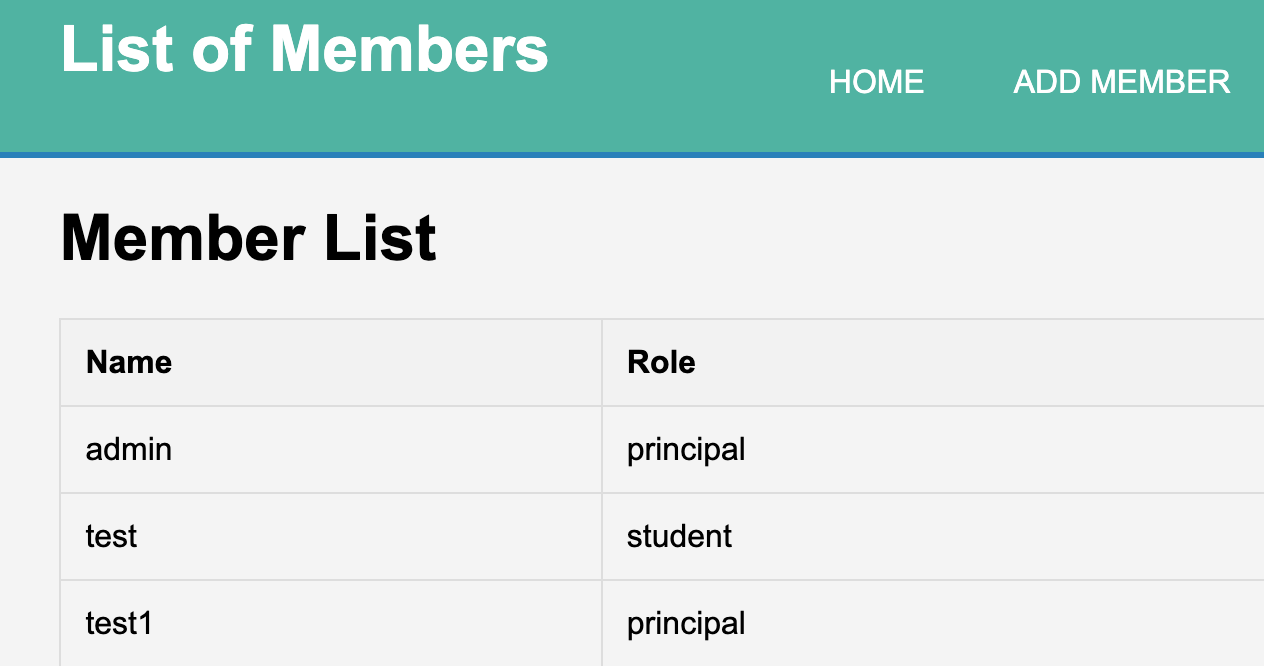 List of Members
HOME ADD MEMBER
Member List
Name Role
admin principal
test student
test1 principal